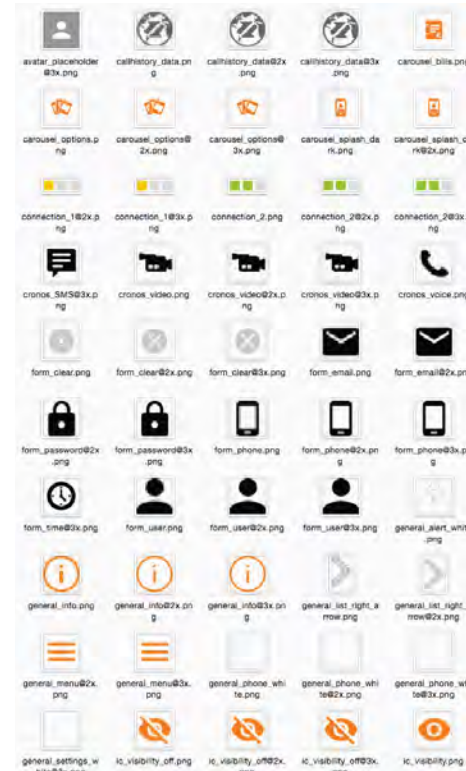 avatar_placeholder callhistory_data.pn callhistory_data@2x callhistory_data@3x carousel_bills.png
@3x.png g .png .png
carousel_options.p carousel_options@ carousel_options@ carousel_splash_da carousel_splash_d
ng 2x.png 3x.png rk.png rk@2x.png
connection_1@2x.p connection_1@3x.p connection_2.png connection_2@2x.p connection_2@3x.
ng ng ng ng
cronos_SMS@3x.p cronos_video.png cronos_video@2x.p cronos_video@3x.p cronos_voice.png
ng ng ng
form_clear.png form_clear@2x.png form_clear@3x.png form_email.png form_email@2x.pn
form_password@2x form_password@3x form_phone.png form_phone@2x.pn form_phone@3x.p
.png .png g g
form_time@3x.png form_user.png form_user@2x.png form_user@3x.png general_alert_whit
.png
general_info.png general_info@2x.pn general_info@3x.pn general_list_right_a general_list_right_
g g rrow.png rrow@2x.png
general_menu@2x. general_menu@3x. general_phone_whi general_phone_whi general_phone_wh
png png te.png te@2x.png te@3x.png
general_settings_w ic_visibility_off.png ic_visibility_off@2x. ic_visibility_off@3x. ic_visibility.png